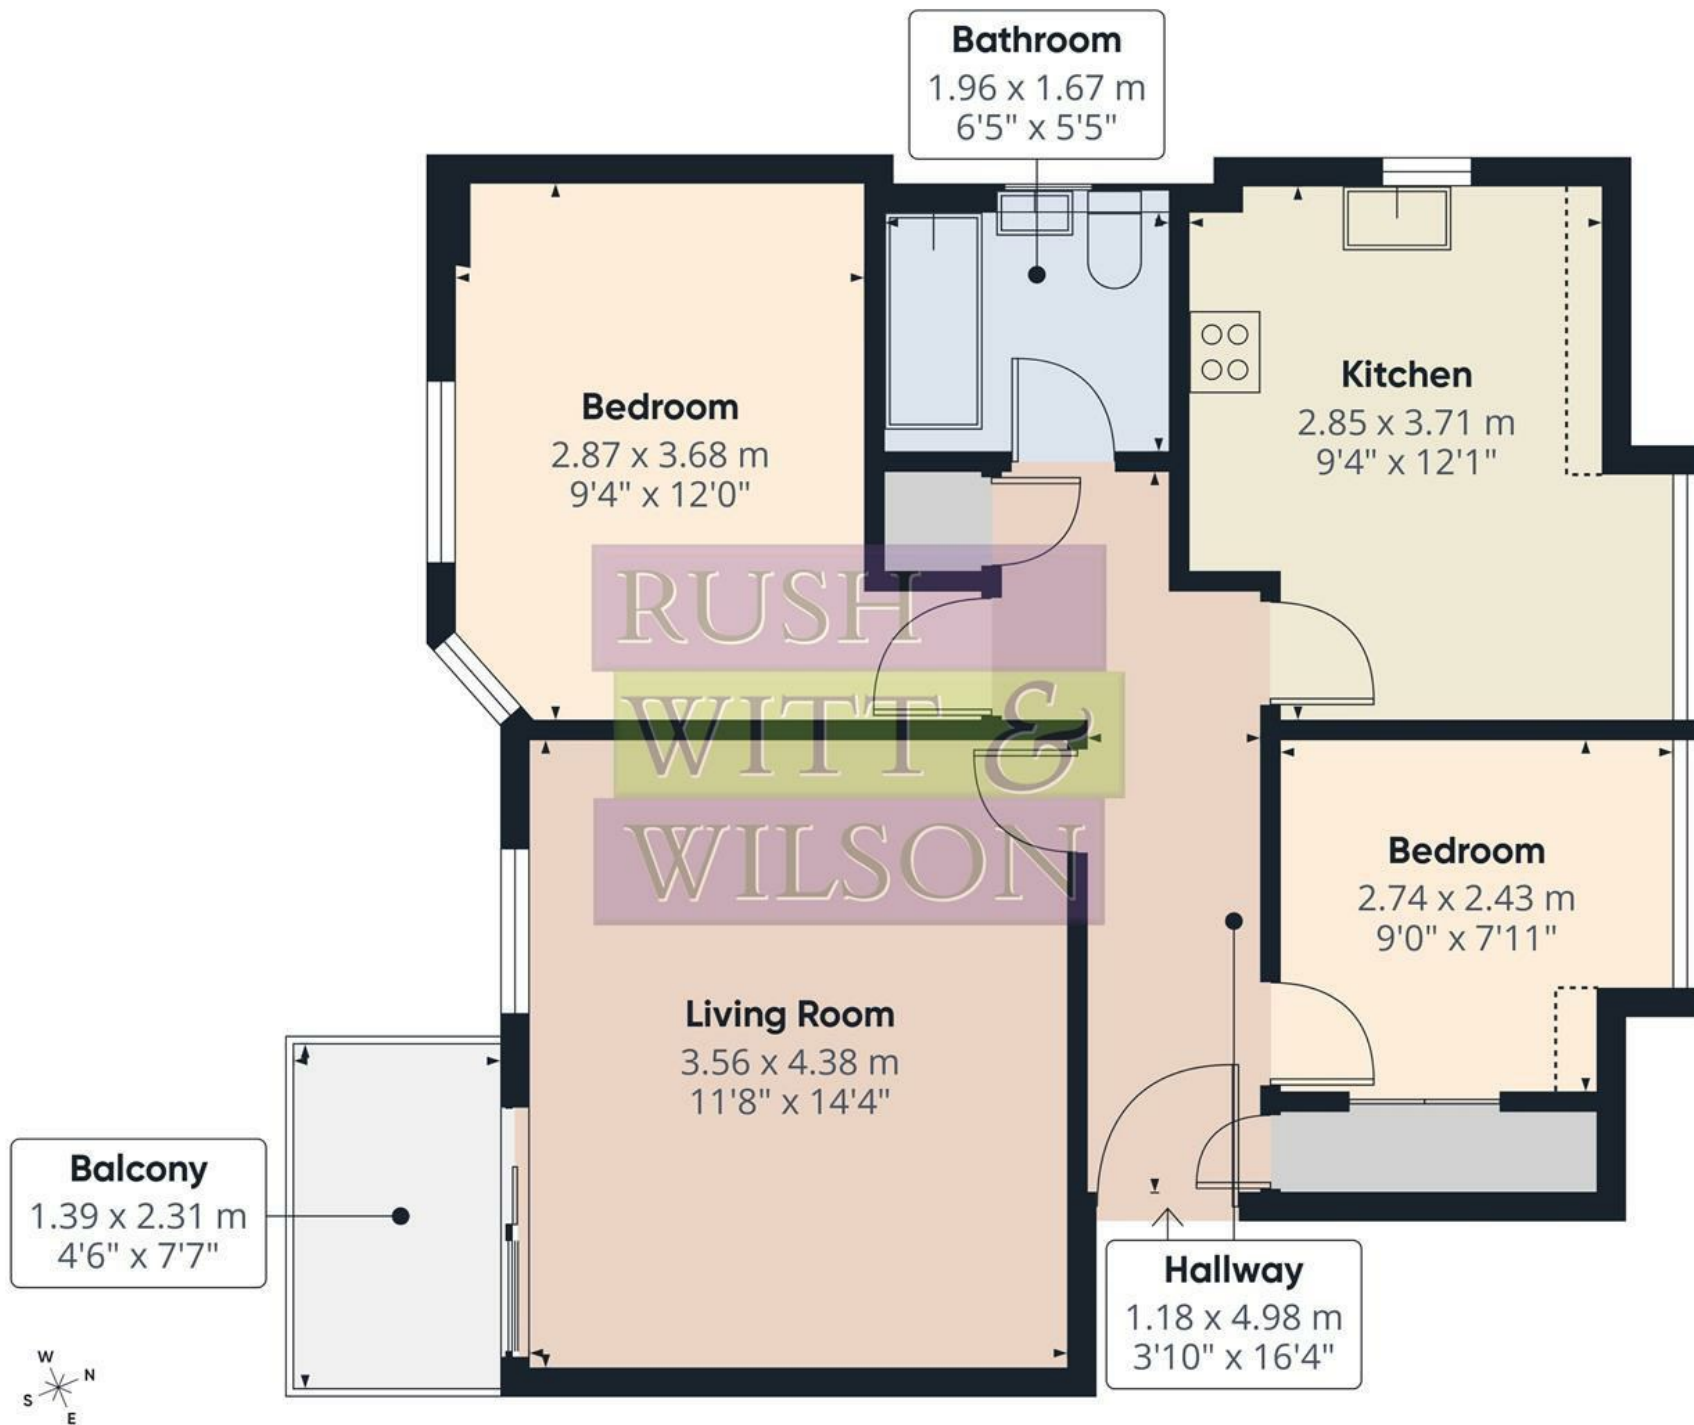 Bathroom
1.96 x 1.67 m
6'5" x 5'5"
Bedroom
2.87 x 3.68 m
9'4" x 12'0"
Kitchen
2.85 x 3.71 m
9'4" x 12'1"
RUSH
WITT &
WILSON
Bedroom
2.74 x 2.43 m
9'0" x 7'11"
Living Room
3.56 x 4.38 m
11'8" x 14'4"
Balcony
1.39 x 2.31 m
4'6" x 7'7"
Hallway
1.18 x 4.98 m
3'10" x 16'4"
W
N
S
E